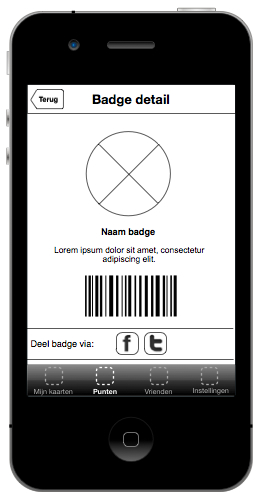 Terug
Badge detail
Naam badge
Lorem ipsum dolor sit amet, consectetur
adipiscing elit.
Deel badge via:
f t
Mijn kaarten Punten Vrienden Instellingen